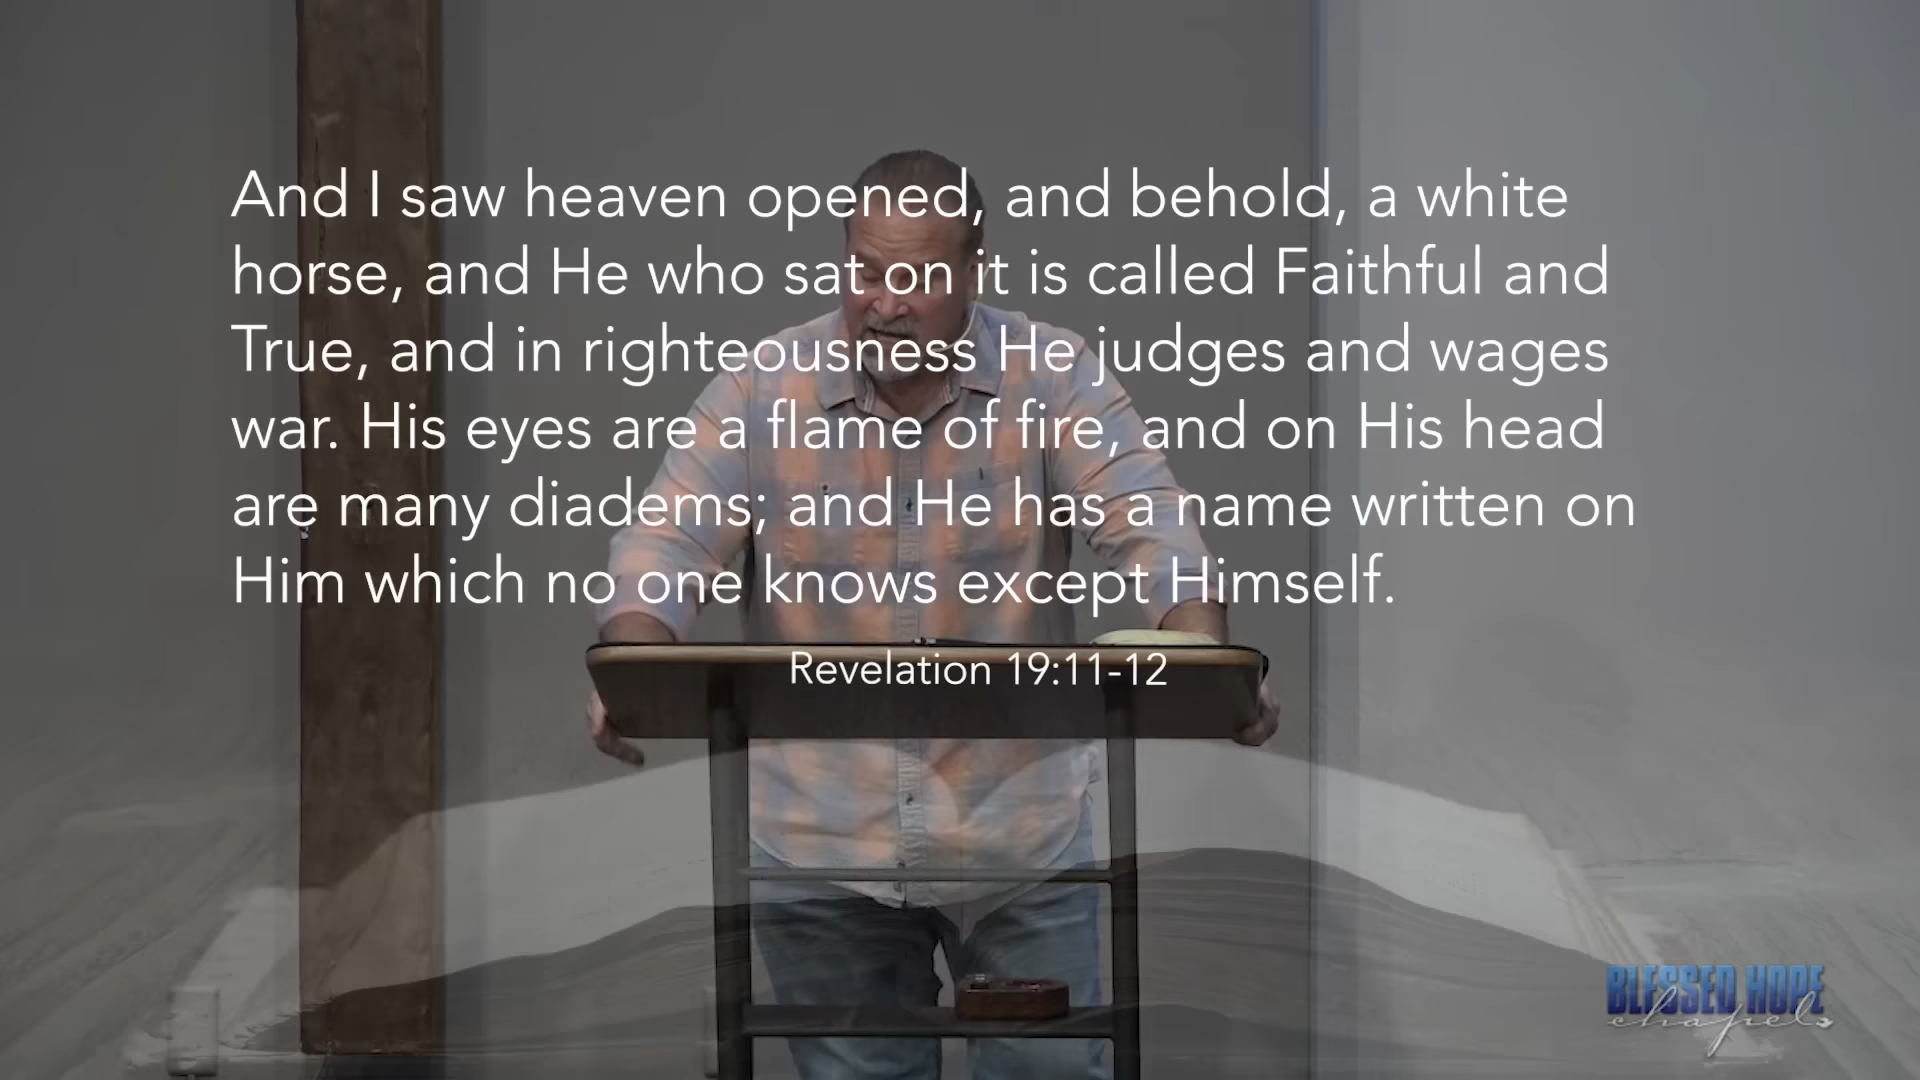 And I saw heaven opened, and behold, a white
horse, and He who sat on it is called Faithful and
True, and in righteousness He judges and wages
war. His eyes are a flame of fire, and on His head
are many diadems; and He has a name written on
Him which no one knows except Himself.
Revelation 19:11-12
BLESSED HOPE
chapels